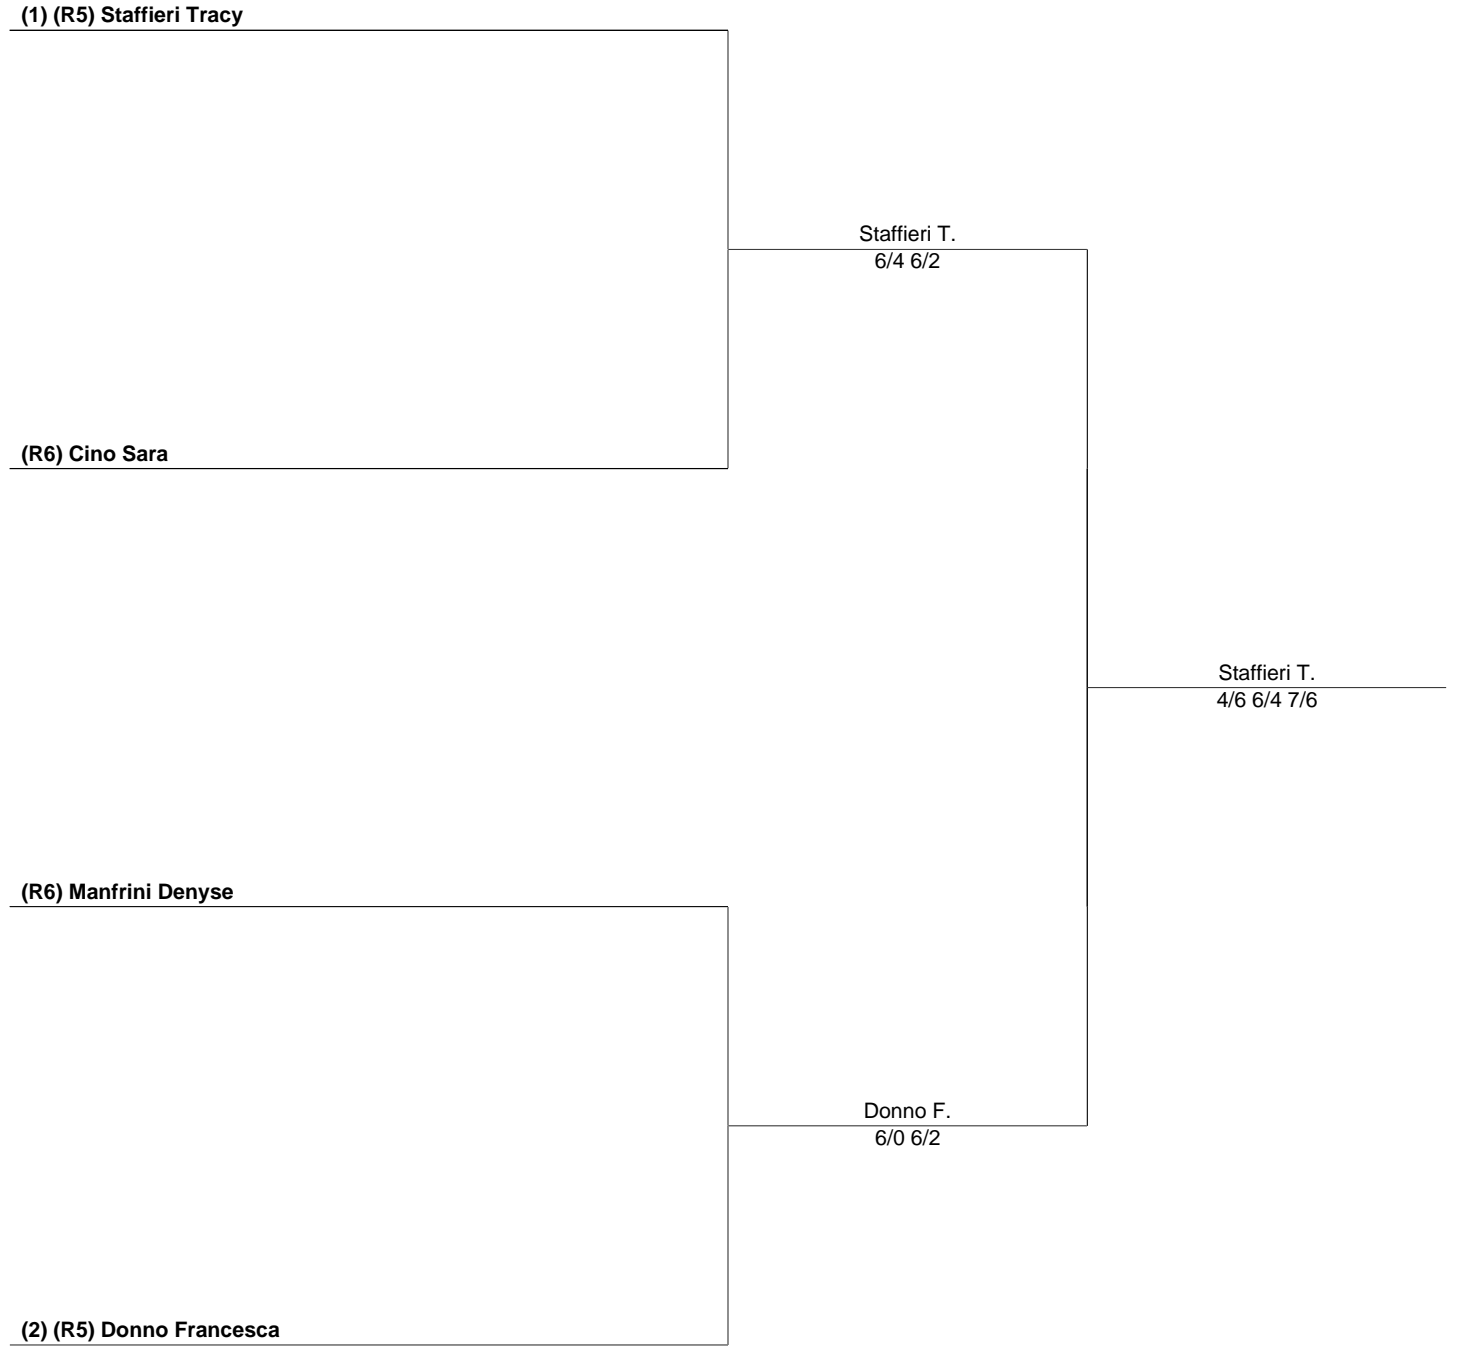 (1) (R5) Staffieri Tracy
Staffieri T.
6/4 6/2
(R6) Cino Sara
Staffieri T.
4/6 6/4 7/6
(R6) Manfrini Denyse
Donno F.
6/0 6/2
(2) (R5) Donno Francesca